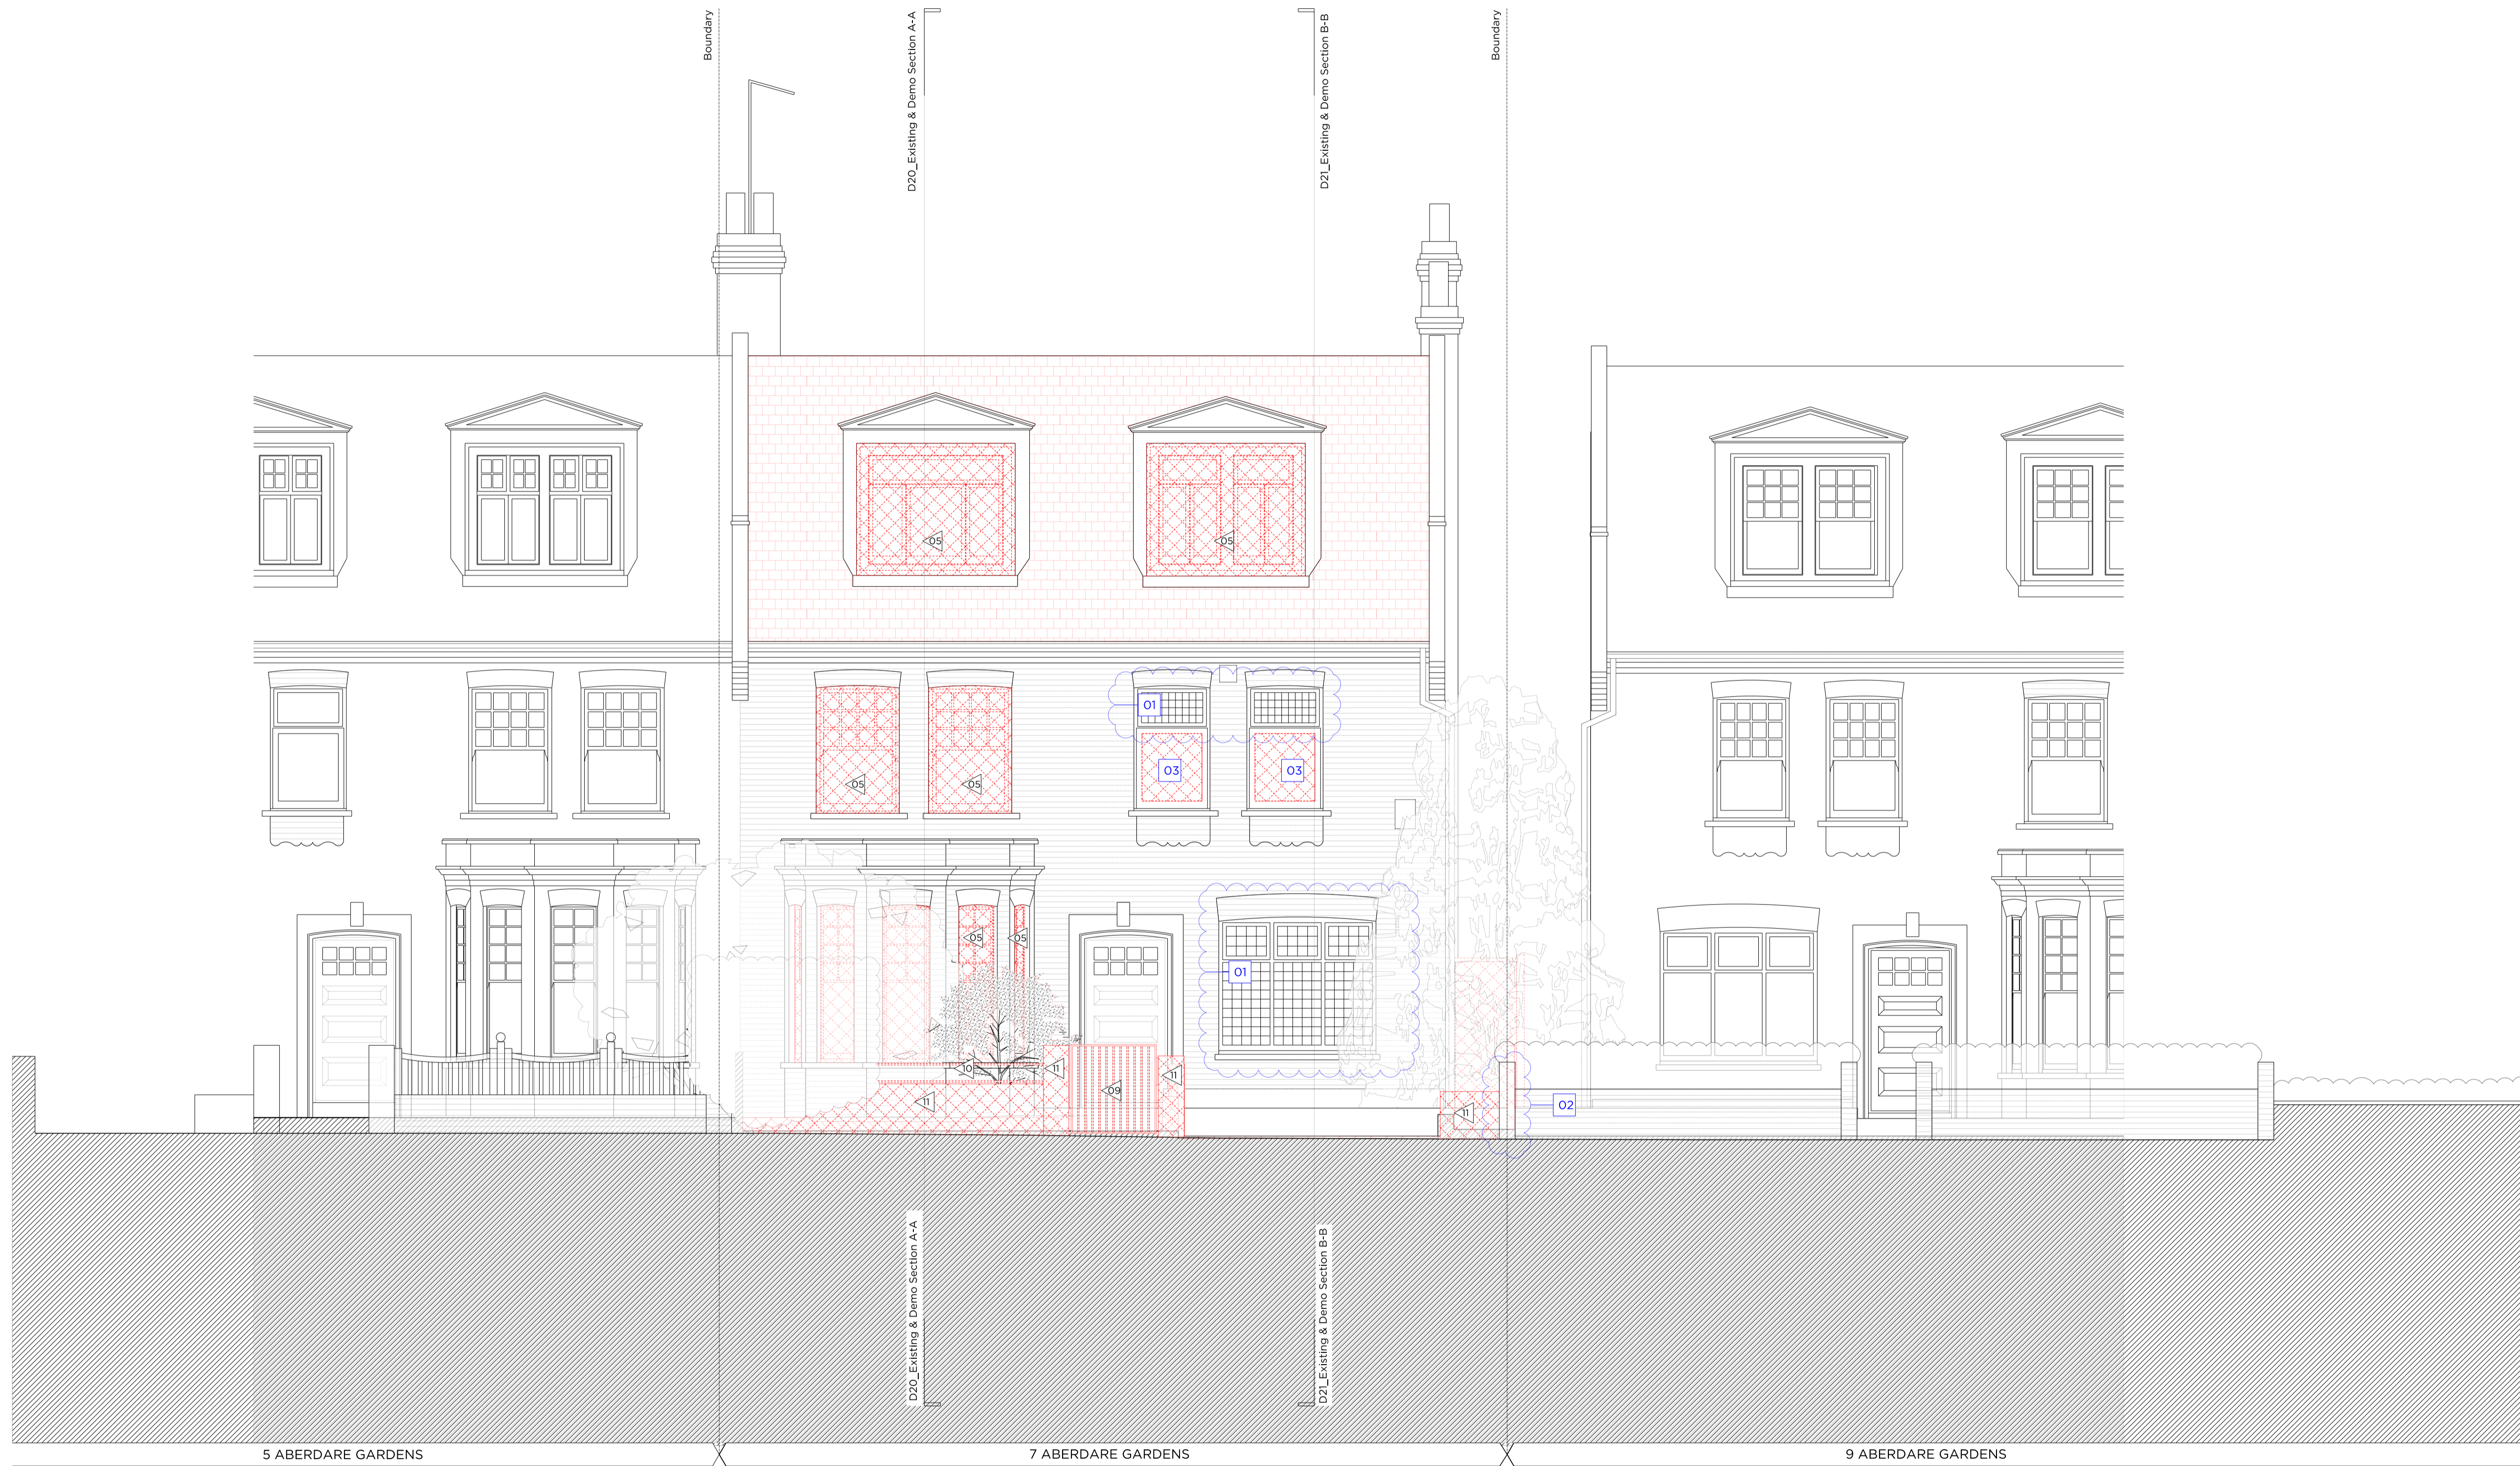 Boundary
D20_Existing & Demo Section A-A
D21_Existing & Demo Section B-B
Boundary
05
05
01
03
03
05
05
05
05
01
10
11
11
09
11
11
02
D20_Existing & Demo Section A-A
D21_Existing & Demo Section B-B
5 ABERDARE GARDENS
7 ABERDARE GARDENS
9 ABERDARE GARDENS